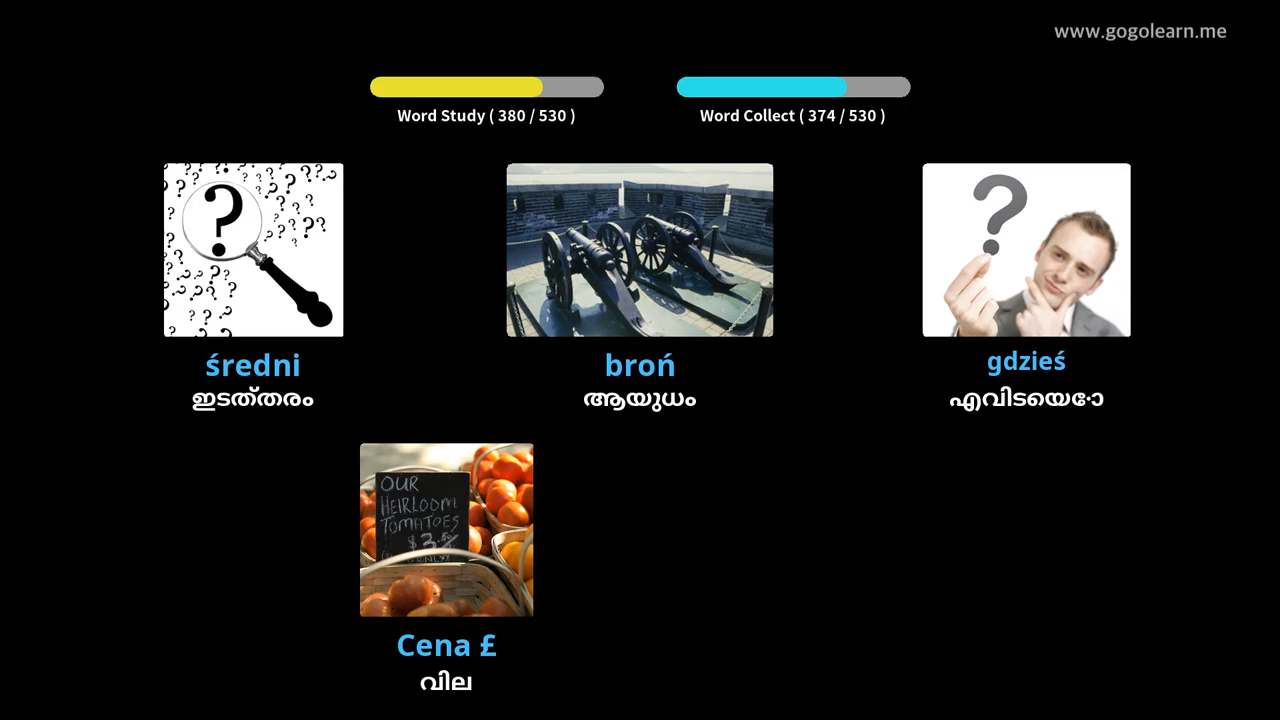 www.gogolearn.me
Word Study ( 380 / 530 )
Word Collect ( 374 / 530 )
średni
ഇടത്തരം
broń
ആയുധം
gdzieś
എവിടയെോ
OUR
HEIRLOOM
TOMATOES
Cena £
വില